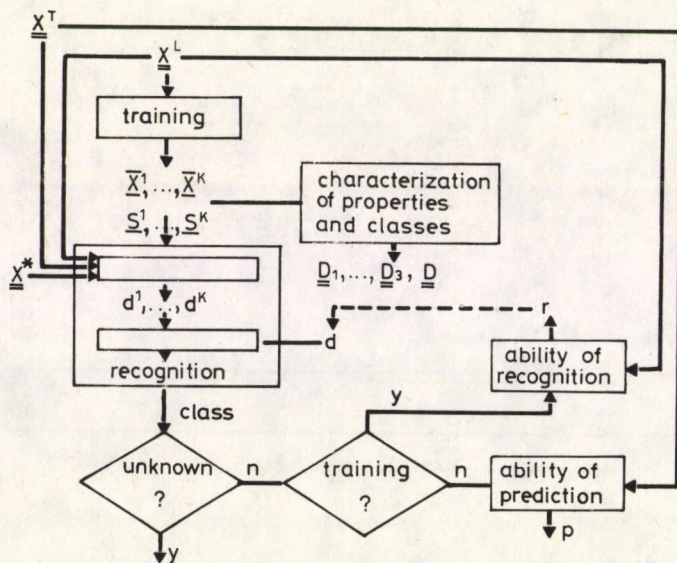 X^T
X^L
training
X̄^1, ..., X̄^K
S^1, ..., S^K
characterization
of properties
and classes
X*
D_1, ..., D_3, D
d^1, ..., d^K
d
r
recognition
ability of
recognition
class
y
unknown
?
n
training
?
n
ability of
prediction
y
p